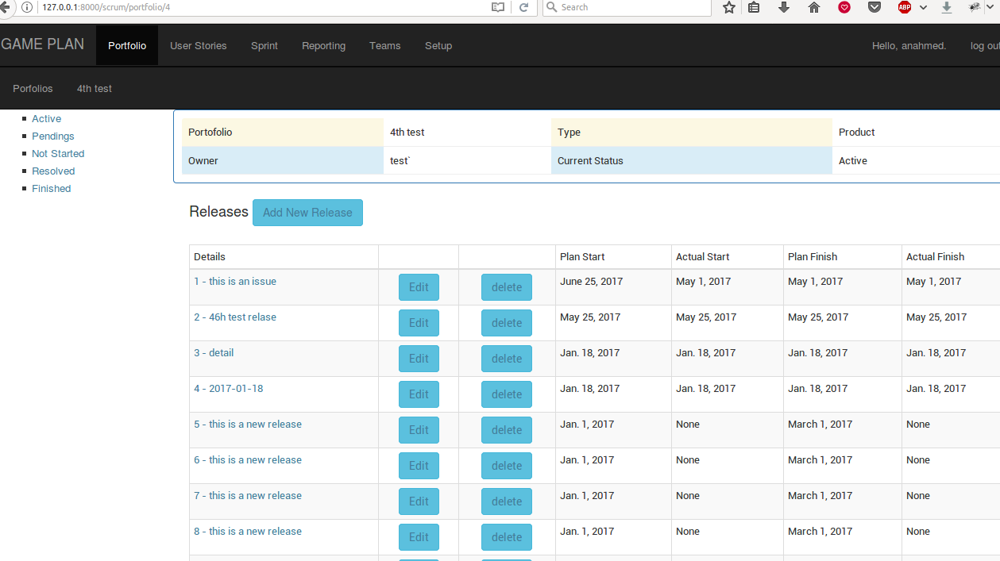 127.0.0.1:8000/scrum/portfolio/4
Search
ABP
GAME PLAN Portfolio User Stories Sprint Reporting Teams Setup Hello, anahmed. log out
Porfolios 4th test
Active
Pendings
Not Started
Resolved
Finished
Portofolio 4th test Type Product
Owner test` Current Status Active
Releases Add New Release
Details Plan Start Actual Start Plan Finish Actual Finish
1 - this is an issue Edit delete June 25, 2017 May 1, 2017 May 1, 2017 May 1, 2017
2 - 46h test relase Edit delete May 25, 2017 May 25, 2017 May 25, 2017 May 25, 2017
3 - detail Edit delete Jan. 18, 2017 Jan. 18, 2017 Jan. 18, 2017 Jan. 18, 2017
4 - 2017-01-18 Edit delete Jan. 18, 2017 Jan. 18, 2017 Jan. 18, 2017 Jan. 18, 2017
5 - this is a new release Edit delete Jan. 1, 2017 None March 1, 2017 None
6 - this is a new release Edit delete Jan. 1, 2017 None March 1, 2017 None
7 - this is a new release Edit delete Jan. 1, 2017 None March 1, 2017 None
8 - this is a new release Edit delete Jan. 1, 2017 None March 1, 2017 None